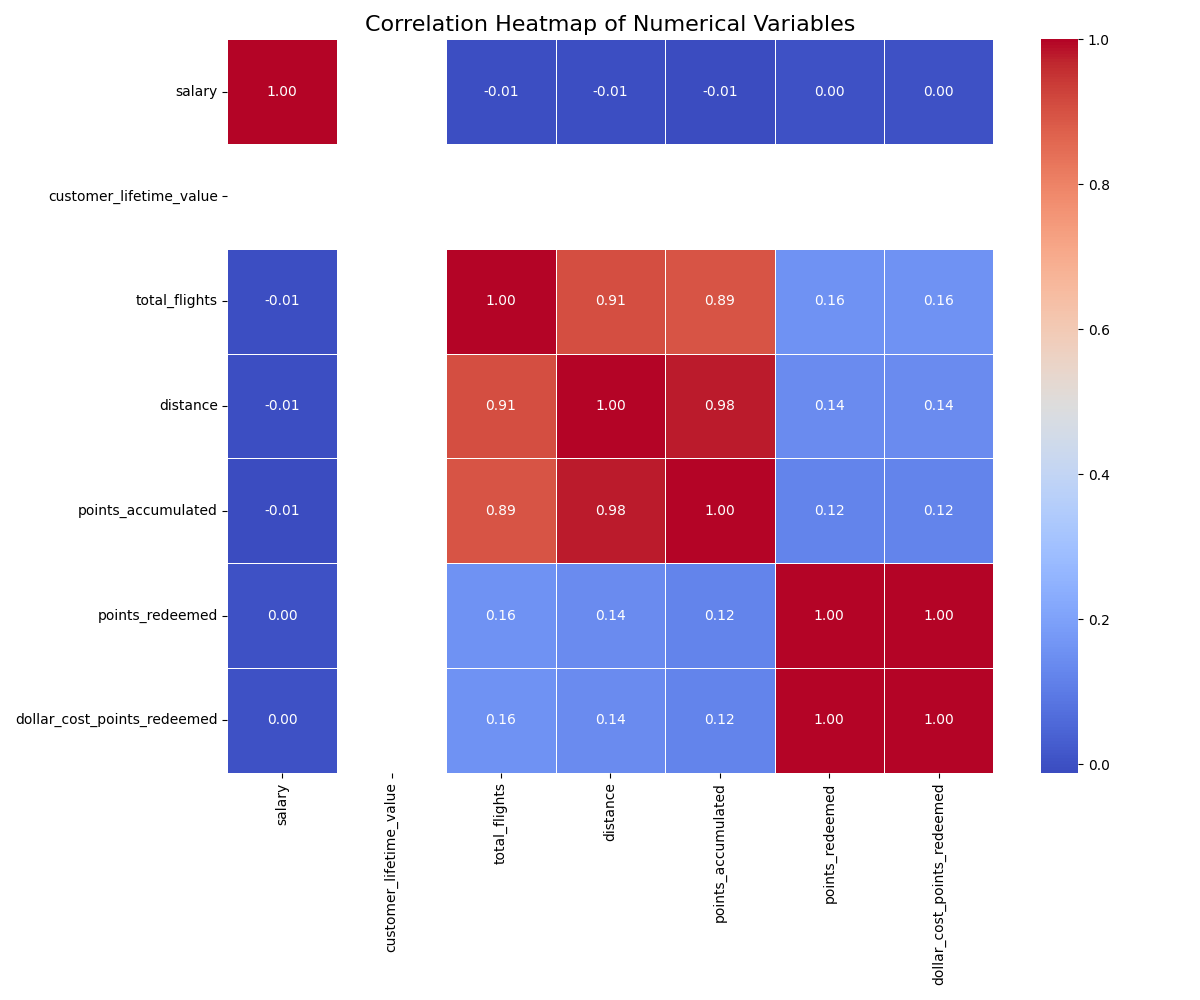 Correlation Heatmap of Numerical Variables
salary 1.00 -0.01 -0.01 -0.01 0.00 0.00
customer_lifetime_value
total_flights -0.01 1.00 0.91 0.89 0.16 0.16
distance -0.01 0.91 1.00 0.98 0.14 0.14
points_accumulated -0.01 0.89 0.98 1.00 0.12 0.12
points_redeemed 0.00 0.16 0.14 0.12 1.00 1.00
dollar_cost_points_redeemed 0.00 0.16 0.14 0.12 1.00 1.00
salary
customer_lifetime_value
total_flights
distance
points_accumulated
points_redeemed
dollar_cost_points_redeemed
1.0
0.8
0.6
0.4
0.2
0.0